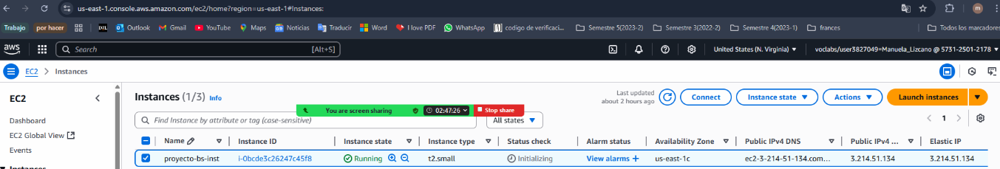 us-east-1.console.aws.amazon.com/ec2/home?region=us-east-1#Instances:
m
Trabajo por hacer Outlook Gmail YouTube Maps Noticias Traducir Word I love PDF WhatsApp codigo de verificaci... Semestre 5(2023-2) Semestre 3(2022-2) Semestre 4(2023-1) frances Todos los marcadores
aws Search [Alt+S] United States (N. Virginia) voclabs/user3827049=Manuela_Lizcano @ 5731-2501-2178
EC2 Instances
EC2
Dashboard
EC2 Global View
Events
Instances
Instances (1/3) Info
Last updated
about 2 hours ago
Connect Instance state Actions Launch instances
You are screen sharing 02:47:26 Stop share
Find Instance by attribute or tag (case-sensitive) All states 1
Name Instance ID Instance state Instance type Status check Alarm status Availability Zone Public IPv4 DNS Public IPv4 ... Elastic IP
proyecto-bs-inst i-0bcde3c26247c45f8 Running t2.small Initializing View alarms + us-east-1c ec2-3-214-51-134.com... 3.214.51.134 3.214.51.134